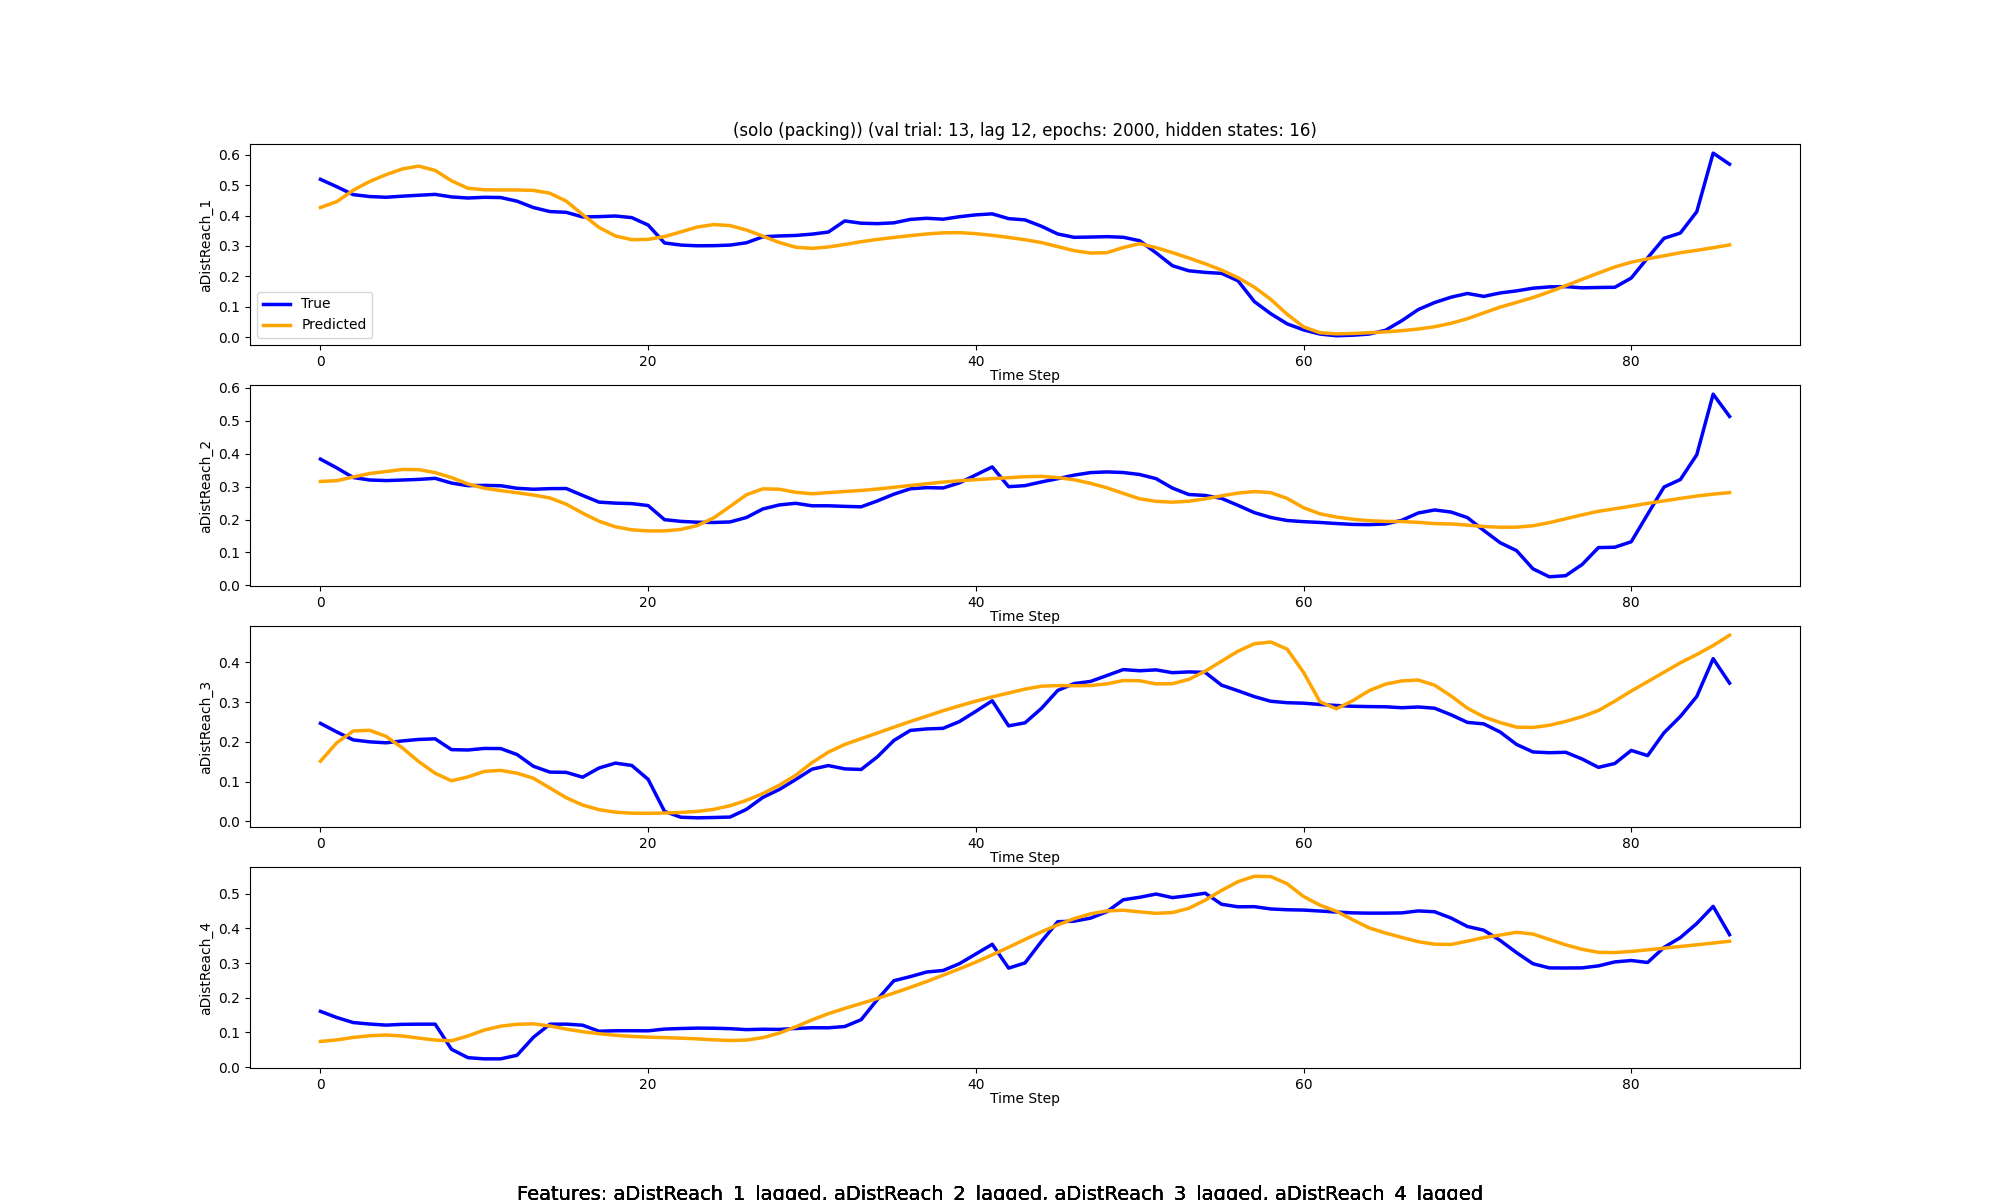 (solo (packing)) (val trial: 13, lag 12, epochs: 2000, hidden states: 16)
0.6
0.5
0.4
0.3
0.2
0.1
0.0
aDistReach_1
True
Predicted
0 20 40 60 80
Time Step
0.6
0.5
0.4
0.3
0.2
0.1
0.0
aDistReach_2
0 20 40 60 80
Time Step
0.4
0.3
0.2
0.1
0.0
aDistReach_3
0 20 40 60 80
Time Step
0.5
0.4
0.3
0.2
0.1
0.0
aDistReach_4
0 20 40 60 80
Time Step
Features: aDistReach_1_lagged, aDistReach_2_lagged, aDistReach_3_lagged, aDistReach_4_lagged